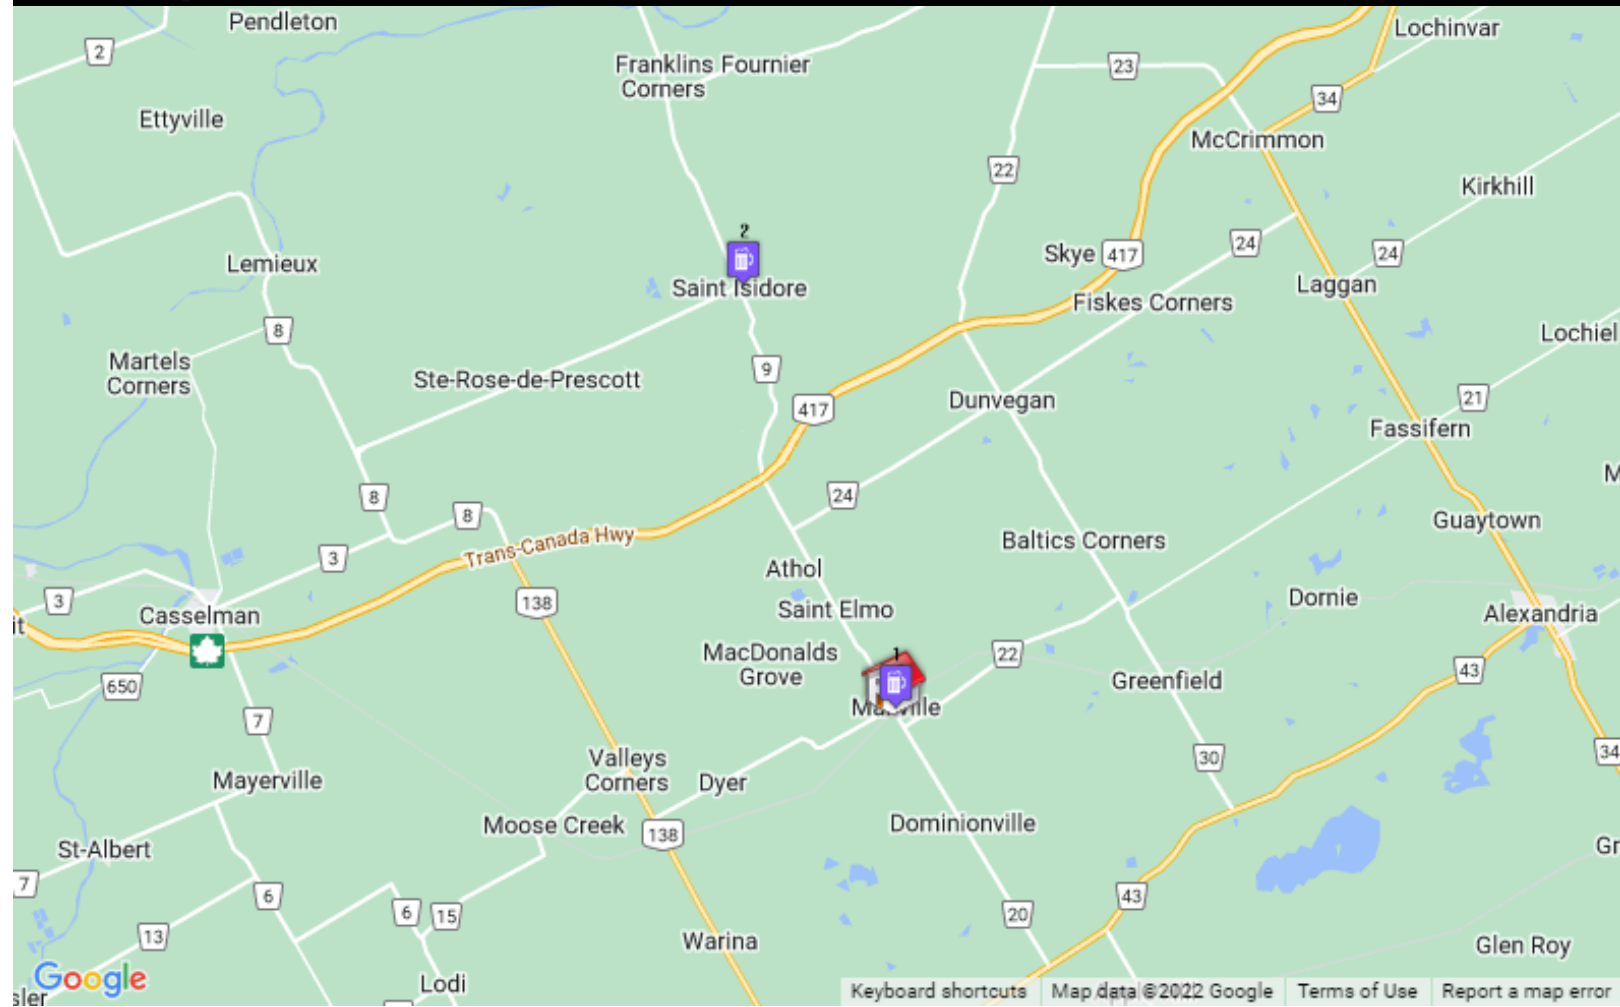 Pendleton
Lochinvar
2
Franklins Fournier
Corners
23
34
Ettyville
McCrimmon
22
Kirkhill
2
24
24
Skye 417
Lemieux
Saint Isidore
Laggan
Fiskes Corners
8
Lochiel
Martels
Corners
9
Ste-Rose-de-Prescott
21
417
Dunvegan
Fassifern
M
8
24
8
Guaytown
Trans-Canada Hwy
Baltics Corners
3
Athol
3
138
Dornie
Saint Elmo
Casselman
Alexandria
it
MacDonalds
Grove
1
22
43
650
Greenfield
7
34
Valleys
Corners
30
Mayerville
Dyer
Moose Creek
138
Dominionville
St-Albert
Gr
7
6
43
6
15
20
13
Warina
Glen Roy
Google
Lodi
sler
Keyboard shortcuts
Map data ©2022 Google
Terms of Use
Report a map error